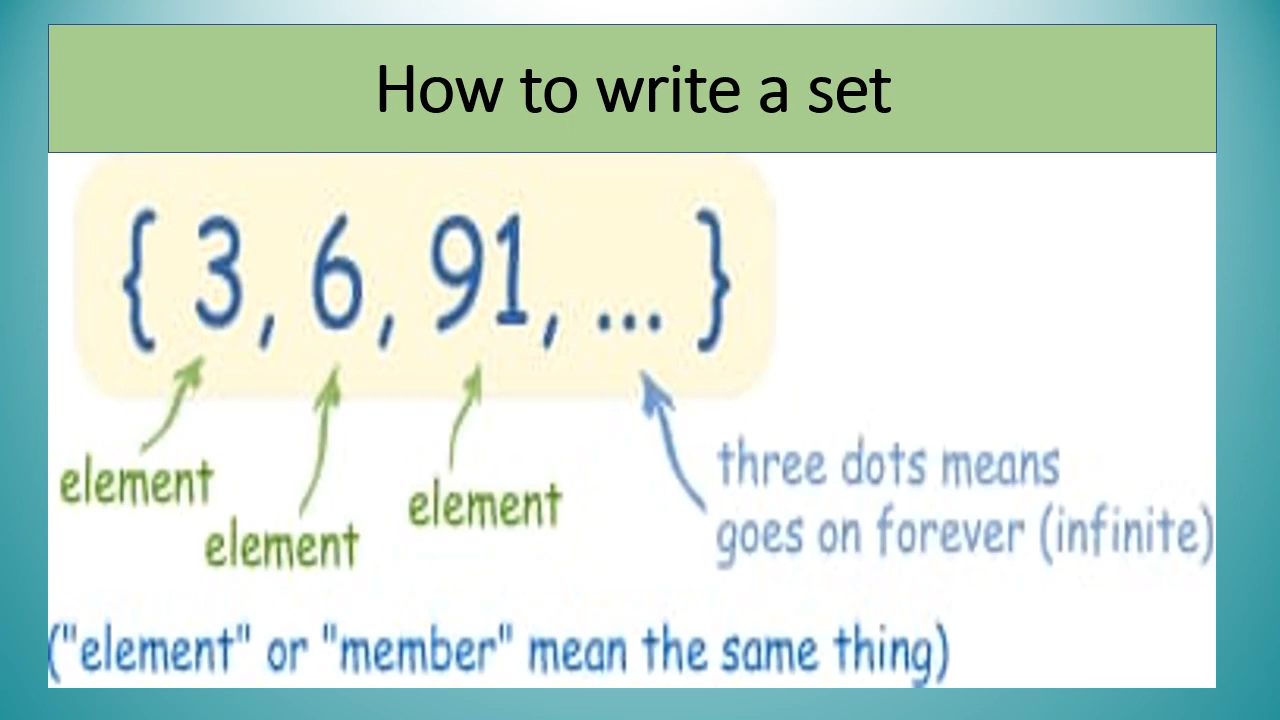 How to write a set
{ 3, 6, 91, ... }
element
element
element
three dots means
goes on forever (infinite)
("element" or "member" mean the same thing)